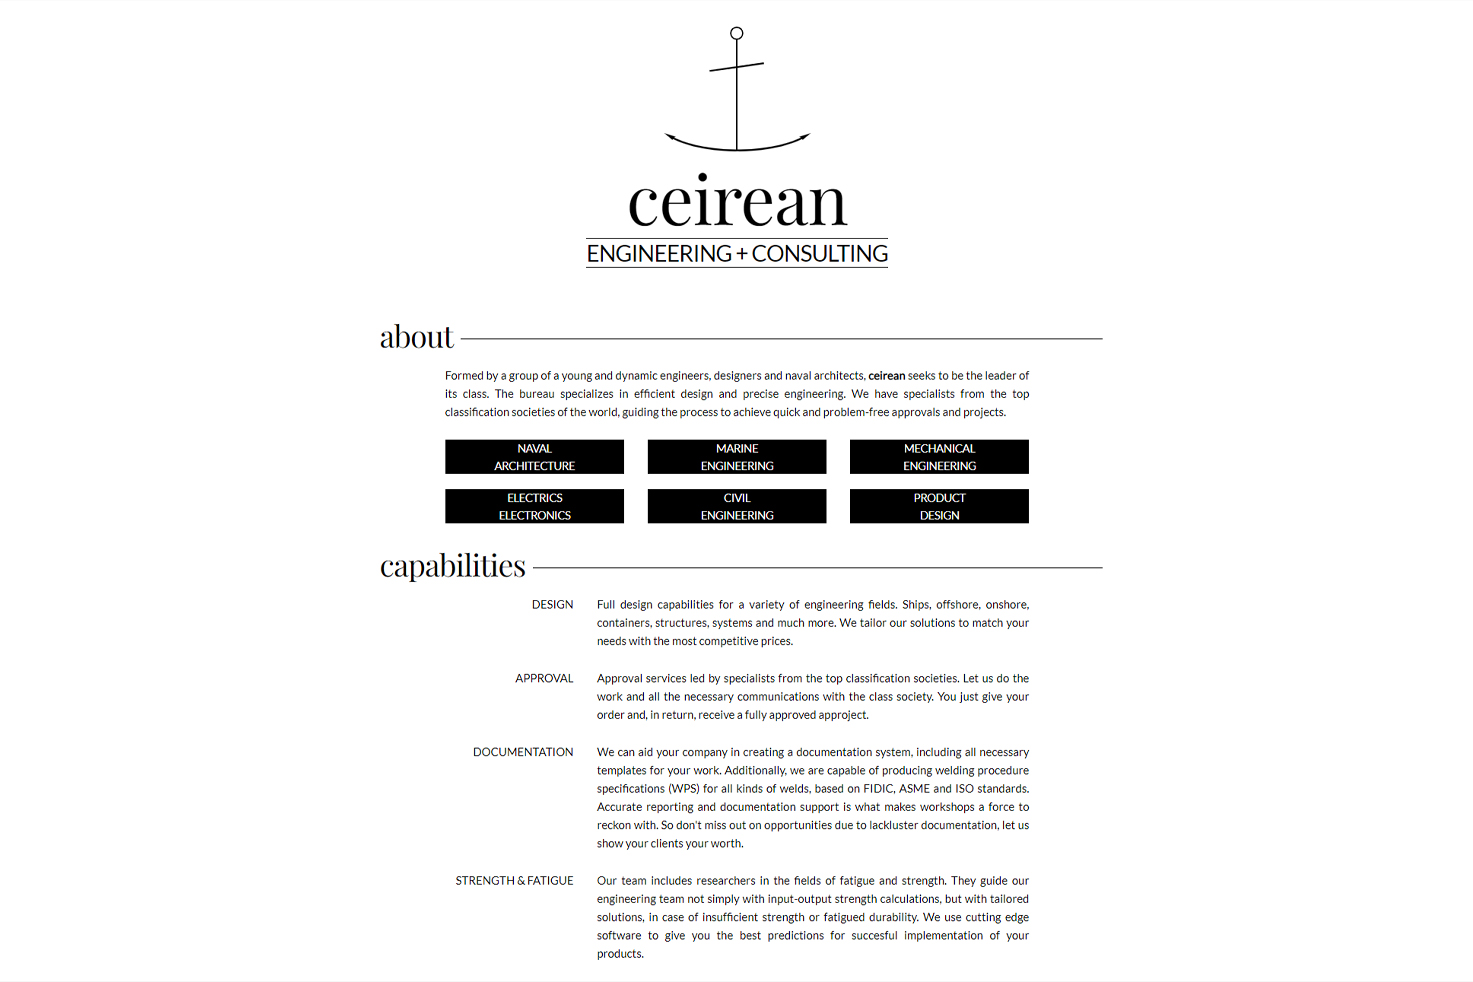 ceirean
ENGINEERING + CONSULTING
about
Formed by a group of a young and dynamic engineers, designers and naval architects, ceirean seeks to be the leader of
its class. The bureau specializes in efficient design and precise engineering. We have specialists from the top
classification societies of the world, guiding the process to achieve quick and problem-free approvals and projects.
NAVAL
ARCHITECTURE
MARINE
ENGINEERING
MECHANICAL
ENGINEERING
ELECTRICS
ELECTRONICS
CIVIL
ENGINEERING
PRODUCT
DESIGN
capabilities
DESIGN
Full design capabilities for a variety of engineering fields. Ships, offshore, onshore,
containers, structures, systems and much more. We tailor our solutions to match your
needs with the most competitive prices.
APPROVAL
Approval services led by specialists from the top classification societies. Let us do the
work and all the necessary communications with the class society. You just give your
order and, in return, receive a fully approved approject.
DOCUMENTATION
We can aid your company in creating a documentation system, including all necessary
templates for your work. Additionally, we are capable of producing welding procedure
specifications (WPS) for all kinds of welds, based on FIDIC, ASME and ISO standards.
Accurate reporting and documentation support is what makes workshops a force to
reckon with. So don't miss out on opportunities due to lackluster documentation, let us
show your clients your worth.
STRENGTH & FATIGUE
Our team includes researchers in the fields of fatigue and strength. They guide our
engineering team not simply with input-output strength calculations, but with tailored
solutions, in case of insufficient strength or fatigued durability. We use cutting edge
software to give you the best predictions for succesful implementation of your
products.